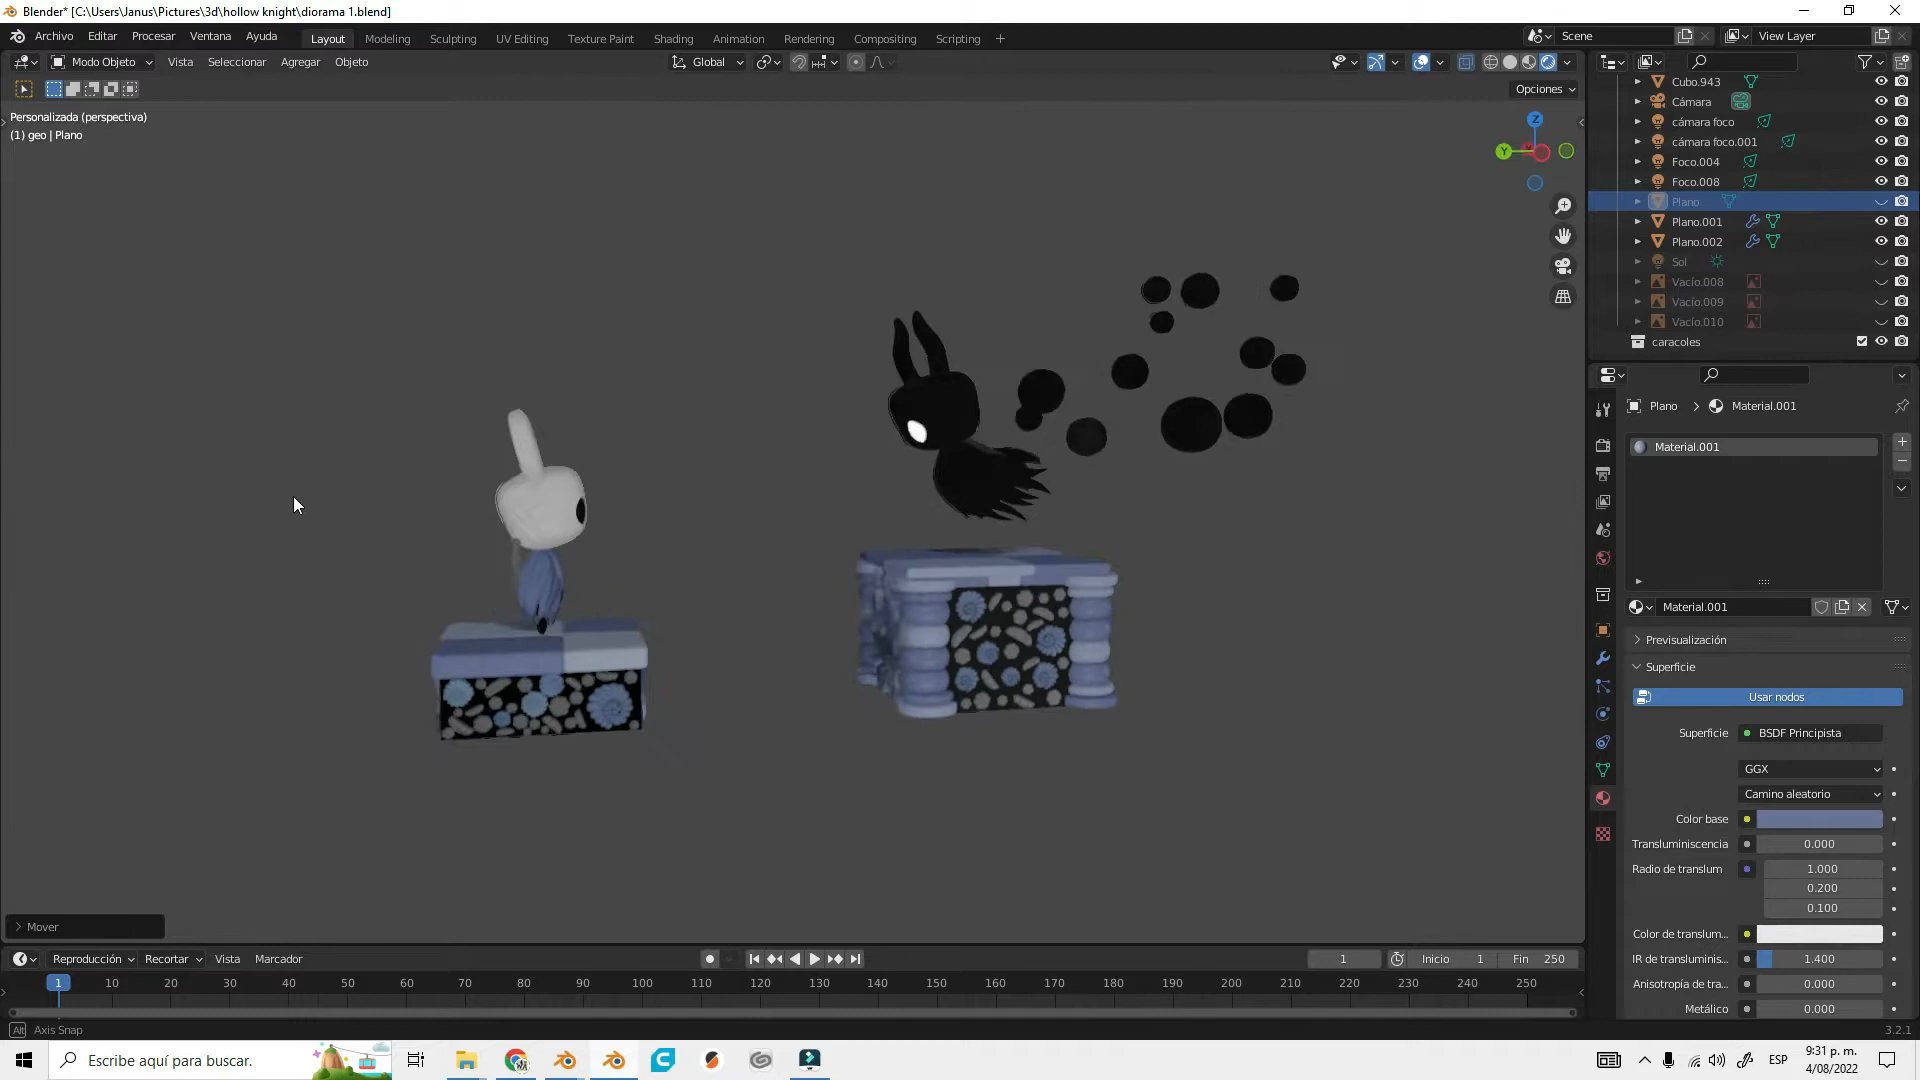 Blender* [C:\Users\Janus\Pictures\3d\hollow knight\diorama 1.blend]
Archivo Editar Procesar Ventana Ayuda Layout Modeling Sculpting UV Editing Texture Paint Shading Animation Rendering Compositing Scripting + Scene View Layer
Modo Objeto Vista Seleccionar Agregar Objeto Global
Opciones
Personalizada (perspectiva)
(1) geo | Plano
Z
Y
Cubo.943
Cámara
cámara foco
cámara foco.001
Foco.004
Foco.008
Plano
Plano.001
Plano.002
Sol
Vacío.008
Vacío.009
Vacío.010
caracoles
Plano > Material.001
Material.001
Material.001
Previsualización
Superficie
Usar nodos
Superficie BSDF Principista
GGX
Camino aleatorio
Color base
Transluminiscencia 0.000
Radio de translum 1.000
0.200
0.100
Color de translum...
IR de transluminis... 1.400
Anisotropía de tra... 0.000
Metálico 0.000
> Mover
Reproducción Recortar Vista Marcador 1 Inicio 1 Fin 250
1 10 20 30 40 50 60 70 80 90 100 110 120 130 140 150 160 170 180 190 200 210 220 230 240 250
Alt Axis Snap 3.2.1
Escribe aquí para buscar. ESP 9:31 p. m.
4/08/2022